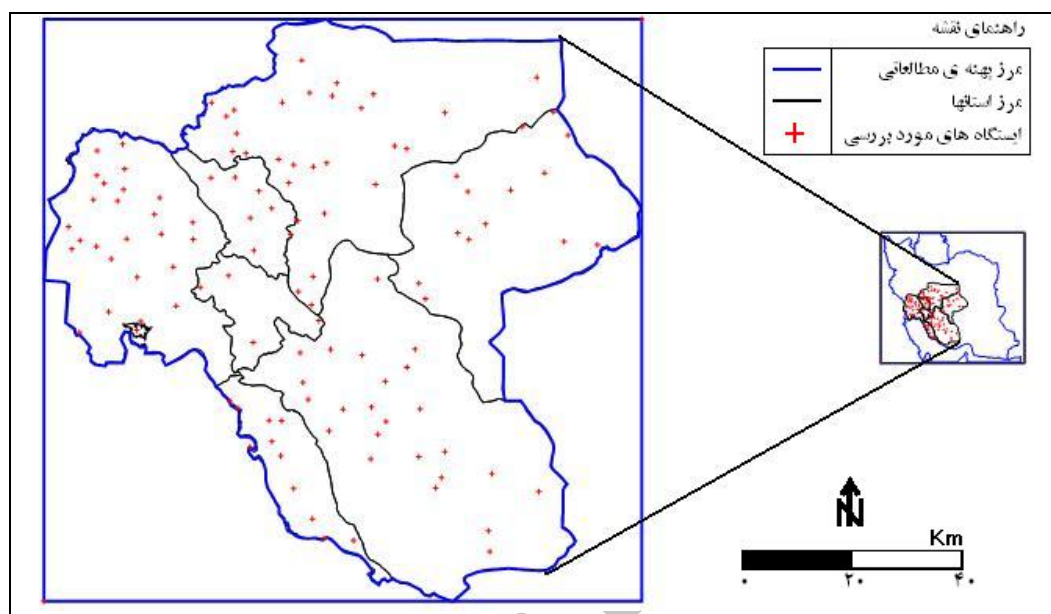 راهنمای نقشه
مرز پهنه ی مطالعاتی
مرز استانها
ایستگاه های مورد بررسی
N
Km
۰ ۲۰ ۴۰